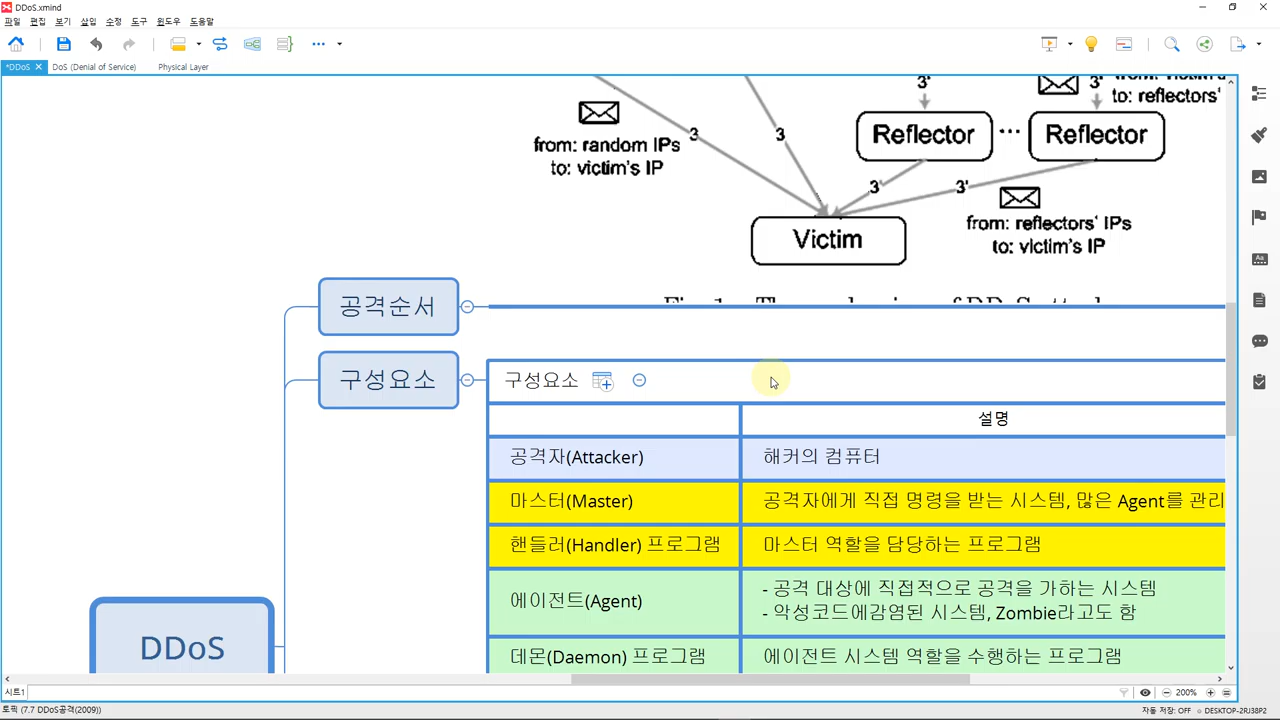 DDoS.xmind
파일 편집 보기 삽입 수정 도구 윈도우 도움말
*DDoS DoS (Denial of Service) Physical Layer
3' 3'
to: reflectors'
from: random IPs
to: victim's IP
3 3
Reflector ... Reflector
3' 3'
from: reflectors' IPs
to: victim's IP
Victim
공격순서
구성요소
구성요소
설명
공격자(Attacker) 해커의 컴퓨터
마스터(Master) 공격자에게 직접 명령을 받는 시스템, 많은 Agent를 관리
핸들러(Handler) 프로그램 마스터 역할을 담당하는 프로그램
에이전트(Agent)
- 공격 대상에 직접적으로 공격을 가하는 시스템
- 악성코드에감염된 시스템, Zombie라고도 함
데몬(Daemon) 프로그램 에이전트 시스템 역할을 수행하는 프로그램
DDoS
시트1
200%
토픽 (7.7 DDoS공격(2009))
자동 저장: OFF DESKTOP-2RJ38P2